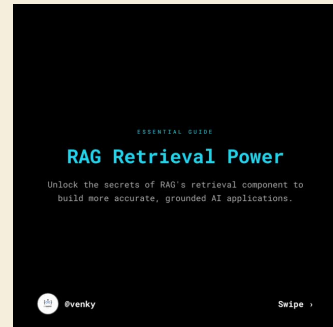 ESSENTIAL GUIDE
RAG Retrieval Power
Unlock the secrets of RAG's retrieval component to
build more accurate, grounded AI applications.
@venky
Swipe ›